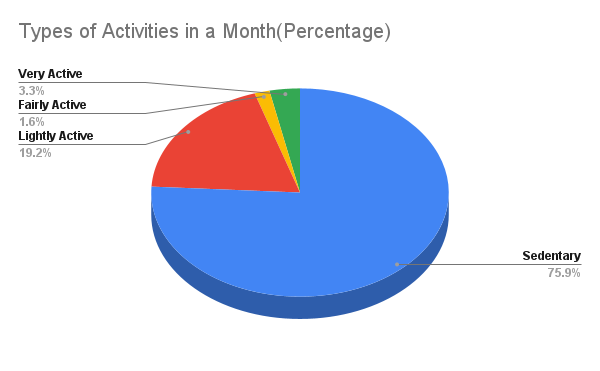 Types of Activities in a Month(Percentage)
Very Active
3.3%
Fairly Active
1.6%
Lightly Active
19.2%
Sedentary
75.9%